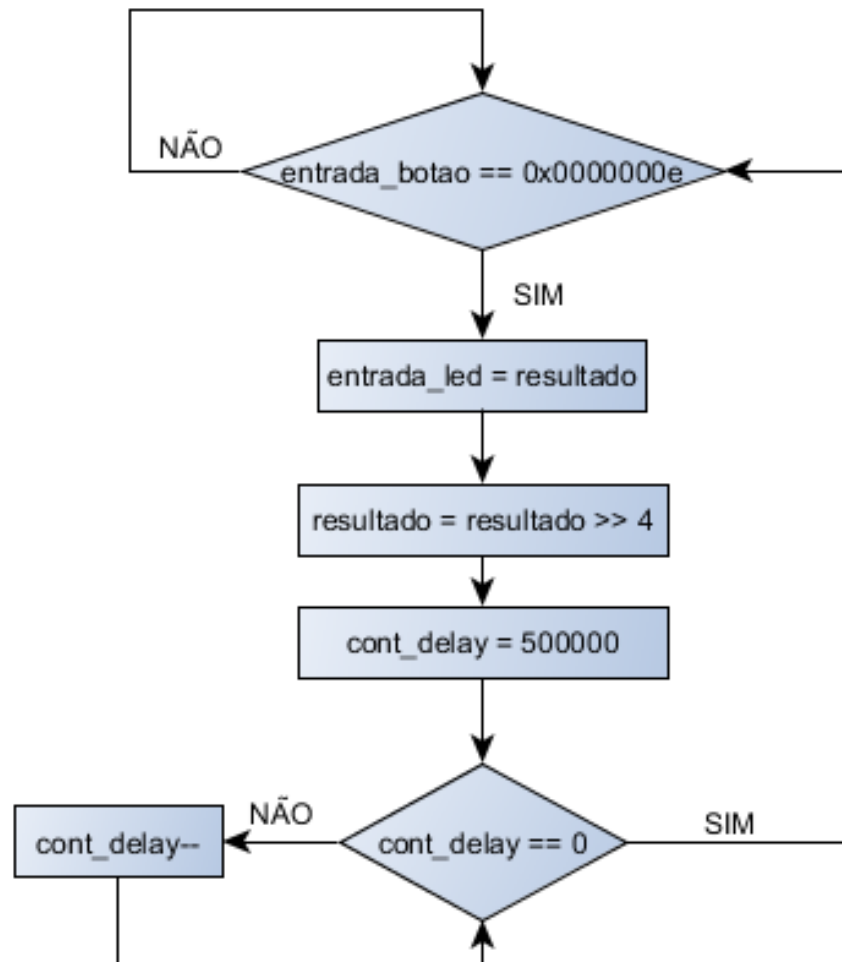 NÃO
entrada_botao == 0x0000000e
SIM
entrada_led = resultado
resultado = resultado >> 4
cont_delay = 500000
NÃO
SIM
cont_delay--
cont_delay == 0